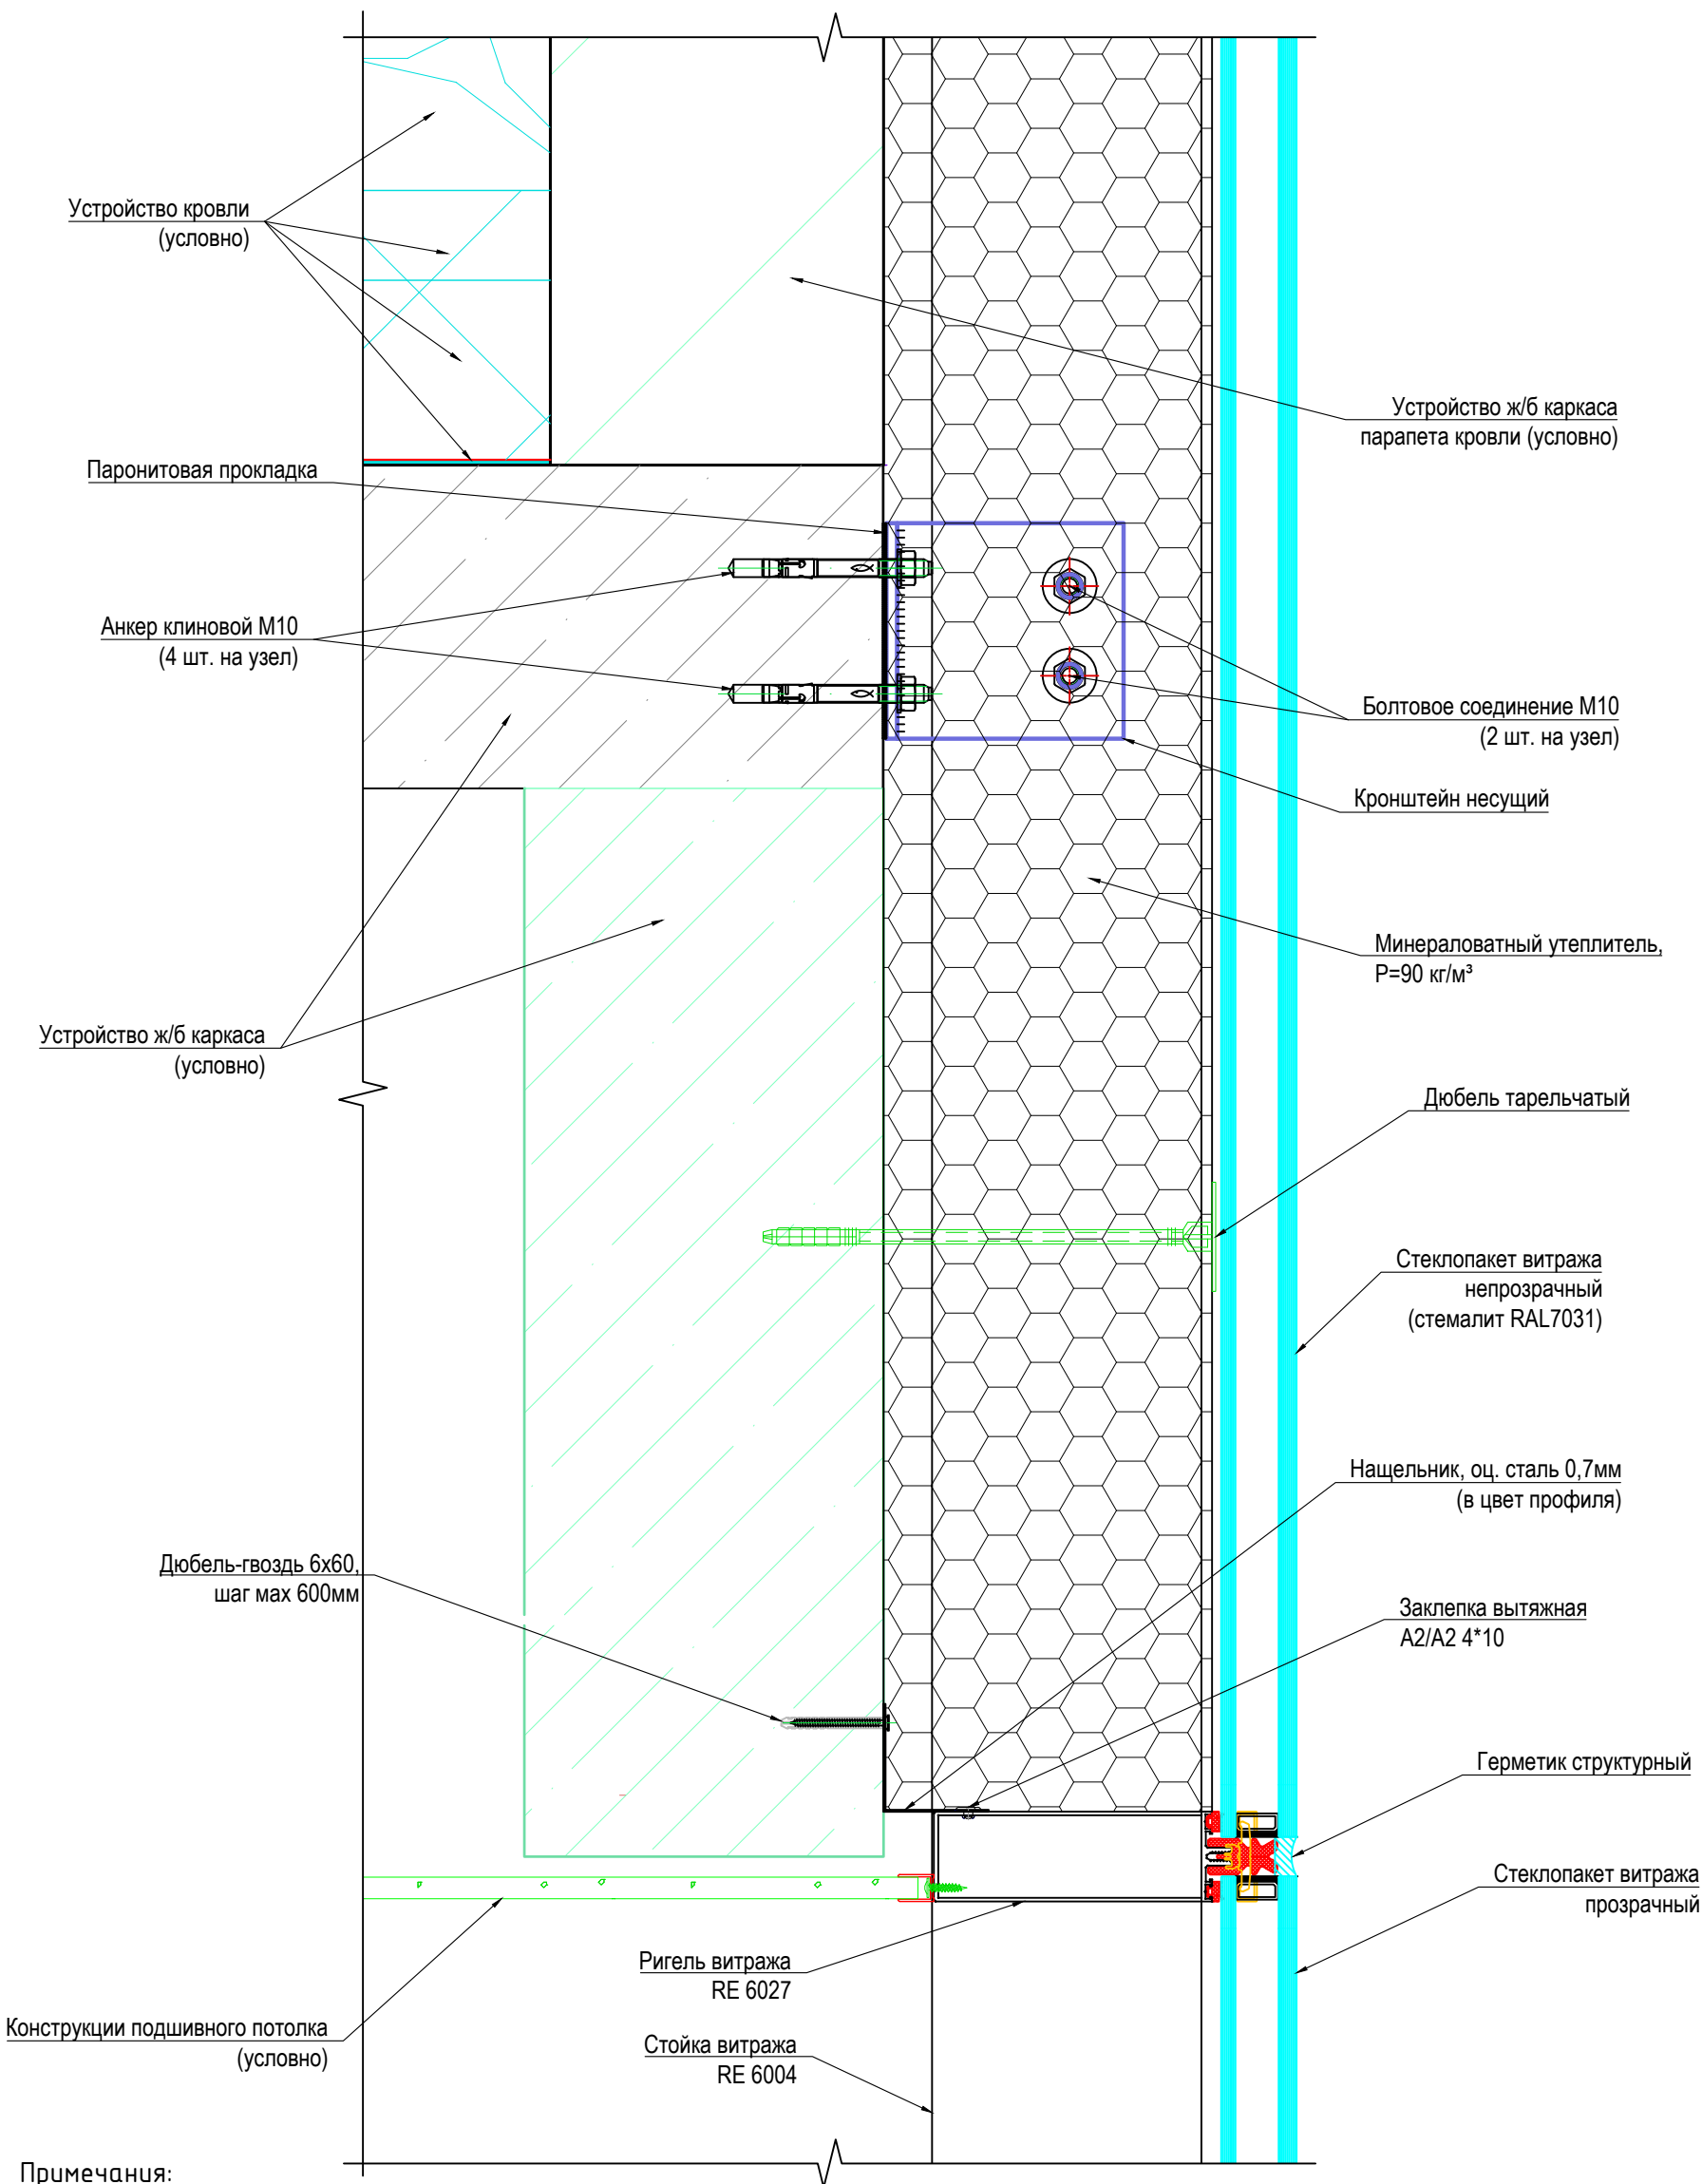 Устройство кровли
(условно)
Устройство ж/б каркаса
парапета кровли (условно)
Паронитовая прокладка
Анкер клиновой М10
(4 шт. на узел)
Болтовое соединение М10
(2 шт. на узел)
Кронштейн несущий
Минераловатный утеплитель,
Р=90 кг/м³
Устройство ж/б каркаса
(условно)
Дюбель тарельчатый
Стеклопакет витража
непрозрачный
(стемалит RAL7031)
Нащельник, оц. сталь 0,7мм
(в цвет профиля)
Дюбель-гвоздь 6х60,
шаг мах 600мм
Заклепка вытяжная
А2/А2 4*10
Герметик структурный
Стеклопакет витража
прозрачный
Ригель витража
RE 6027
Конструкции подшивного потолка
(условно)
Стойка витража
RE 6004
Примечания: